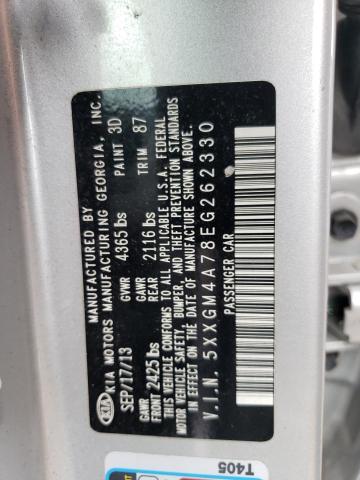 MANUFACTURED BY
KIA KIA MOTORS MANUFACTURING GEORGIA, INC.
SEP/17/13 GVWR 4365 lbs PAINT 3D
GAWR FRONT 2425 lbs GAWR REAR 2116 lbs TRIM 87
THIS VEHICLE CONFORMS TO ALL APPLICABLE U.S.A. FEDERAL
MOTOR VEHICLE SAFETY, BUMPER, AND THEFT PREVENTION STANDARDS
IN EFFECT ON THE DATE OF MANUFACTURE SHOWN ABOVE.
V.I.N. 5XXGM4A78EG262330
PASSENGER CAR
T405